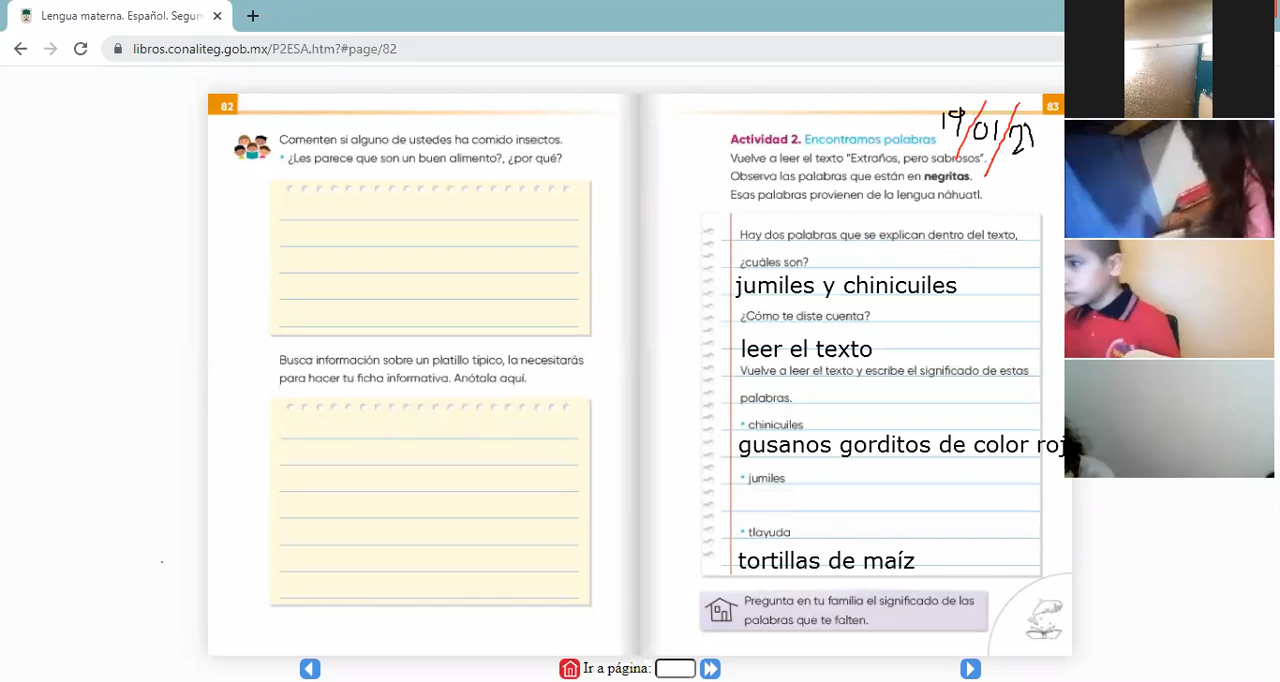 Lengua materna. Español. Segun
libros.conaliteg.gob.mx/P2ESA.htm?#page/82
82
Comenten si alguno de ustedes ha comido insectos.
• ¿Les parece que son un buen alimento?, ¿por qué?
Busca información sobre un platillo típico, la necesitarás
para hacer tu ficha informativa. Anótala aquí.
83
19/01/21
Actividad 2. Encontramos palabras
Vuelve a leer el texto "Extraños, pero sabrosos".
Observa las palabras que están en negritas.
Esas palabras provienen de la lengua náhuatl.
Hay dos palabras que se explican dentro del texto,
¿cuáles son?
jumiles y chinicuiles
¿Cómo te diste cuenta?
leer el texto
Vuelve a leer el texto y escribe el significado de estas
palabras.
• chinicuiles
gusanos gorditos de color roj
• jumiles
• tlayuda
tortillas de maíz
Pregunta en tu familia el significado de las
palabras que te falten.
Ir a página: